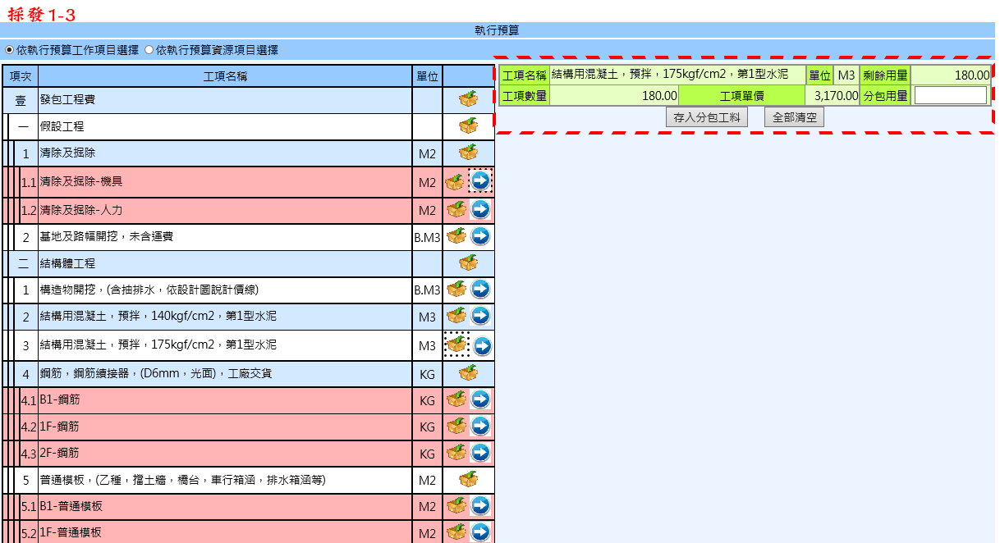 採發1-3
執行預算
依執行預算工作項目選擇 依執行預算資源項目選擇
項次 工項名稱 單位
壹 發包工程費
一 假設工程
1 清除及掘除 M2
1.1 清除及掘除-機具 M2
1.2 清除及掘除-人力 M2
2 基地及路幅開挖，未含運費 B.M3
二 結構體工程
1 構造物開挖，(含抽排水，依設計圖說計價線) B.M3
2 結構用混凝土，預拌，140kgf/cm2，第1型水泥 M3
3 結構用混凝土，預拌，175kgf/cm2，第1型水泥 M3
4 鋼筋，鋼筋續接器，(D6mm，光面)，工廠交貨 KG
4.1 B1-鋼筋 KG
4.2 1F-鋼筋 KG
4.3 2F-鋼筋 KG
5 普通模板，(乙種，擋土牆，橋台，車行箱涵，排水箱涵等) M2
5.1 B1-普通模板 M2
5.2 1F-普通模板 M2
工項名稱 結構用混凝土，預拌，175kgf/cm2，第1型水泥 單位 M3 剩餘用量 180.00
工項數量 180.00 工項單價 3,170.00 分包用量
存入分包工料 全部清空